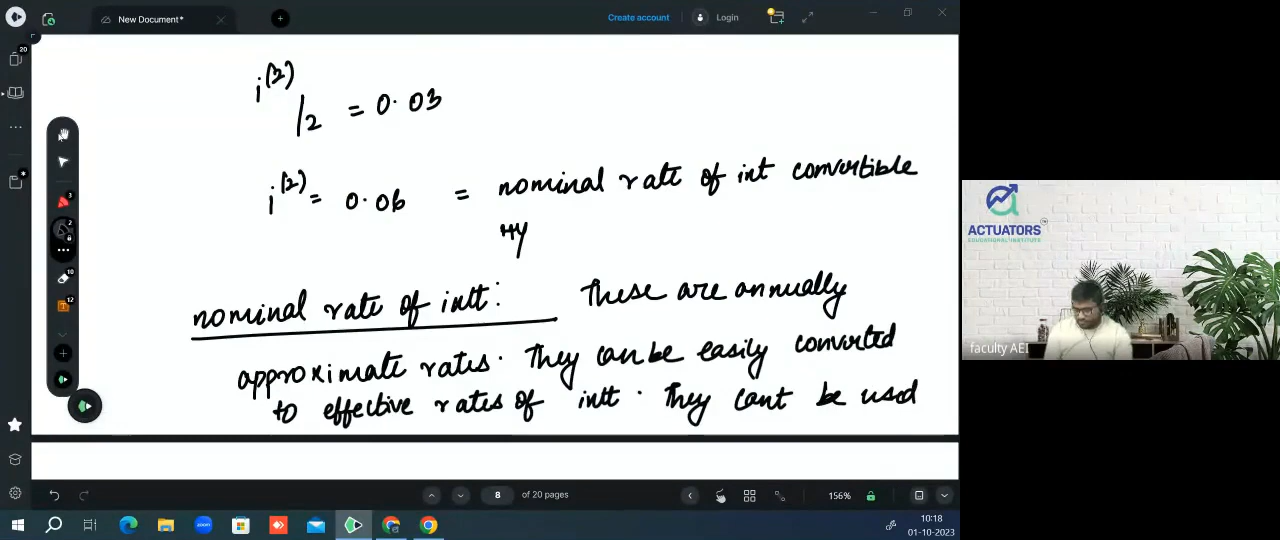 New Document*
Create account
Login
i(2)/2 = 0.03
i(2) = 0.06 = nominal rate of int convertible
HY
nominal rate of intt: These are annually
approximate rates. They can be easily converted
to effective rates of intt. They cant be used
ACTUATORS
EDUCATIONAL INSTITUTE
faculty AEI
8 of 20 pages
156%
zoom
10:18
01-10-2023